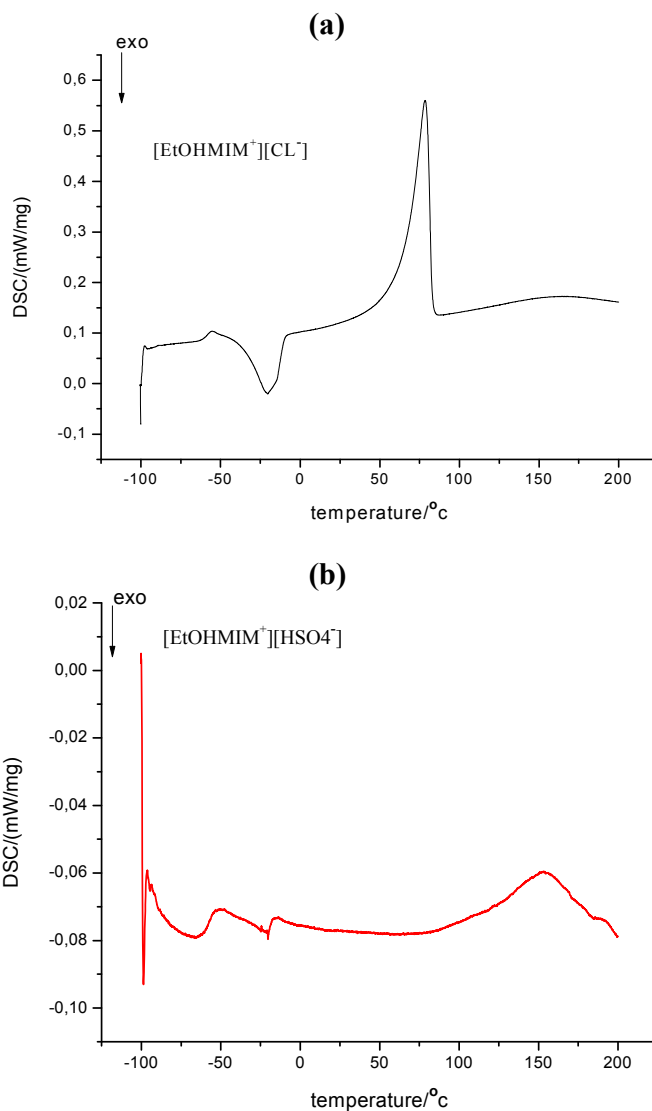 (a)
exo
[EtOHMIM⁺][CL⁻]
0,6
0,5
0,4
0,3
0,2
0,1
0,0
-0,1
DSC/(mW/mg)
-100 -50 0 50 100 150 200
temperature/ºc
(b)
exo
[EtOHMIM⁺][HSO4⁻]
0,02
0,00
-0,02
-0,04
-0,06
-0,08
-0,10
DSC/(mW/mg)
-100 -50 0 50 100 150 200
temperature/ºc